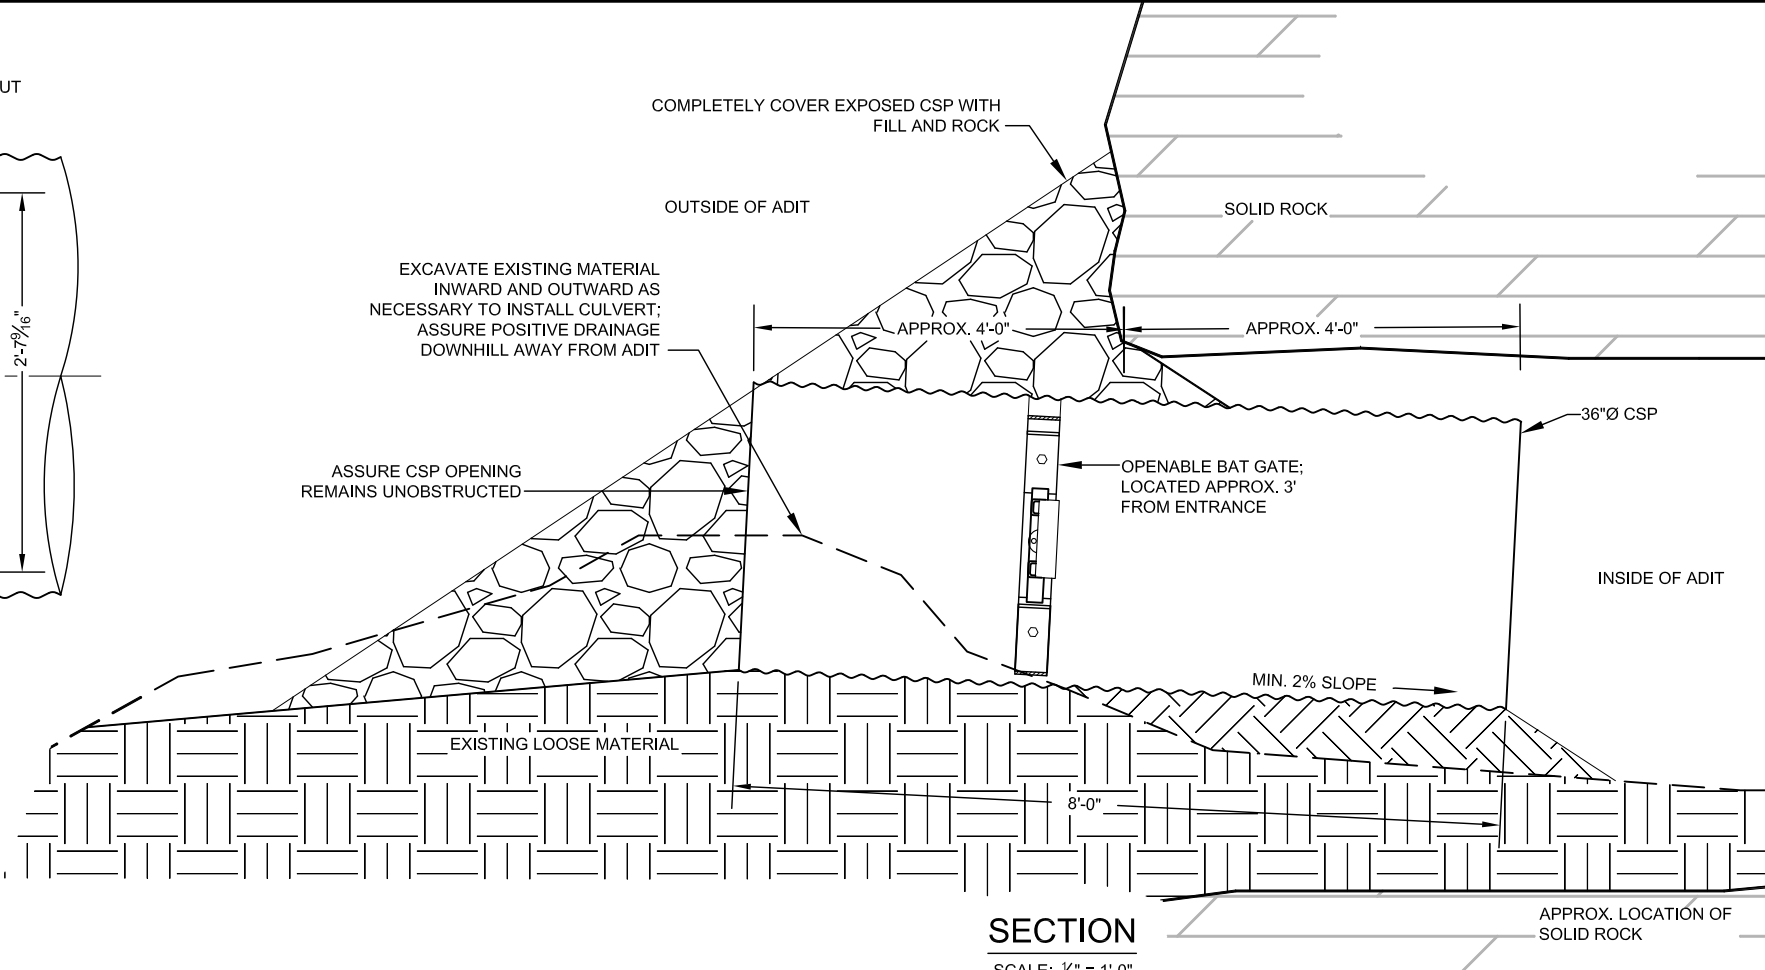 UT
COMPLETELY COVER EXPOSED CSP WITH
FILL AND ROCK
OUTSIDE OF ADIT
SOLID ROCK
EXCAVATE EXISTING MATERIAL
INWARD AND OUTWARD AS
NECESSARY TO INSTALL CULVERT;
ASSURE POSITIVE DRAINAGE
DOWNHILL AWAY FROM ADIT
2'-7 9/16"
APPROX. 4'-0"
APPROX. 4'-0"
36"Ø CSP
ASSURE CSP OPENING
REMAINS UNOBSTRUCTED
OPENABLE BAT GATE;
LOCATED APPROX. 3'
FROM ENTRANCE
INSIDE OF ADIT
MIN. 2% SLOPE
EXISTING LOOSE MATERIAL
8'-0"
SECTION
APPROX. LOCATION OF
SOLID ROCK
SCALE: = 1'-0"